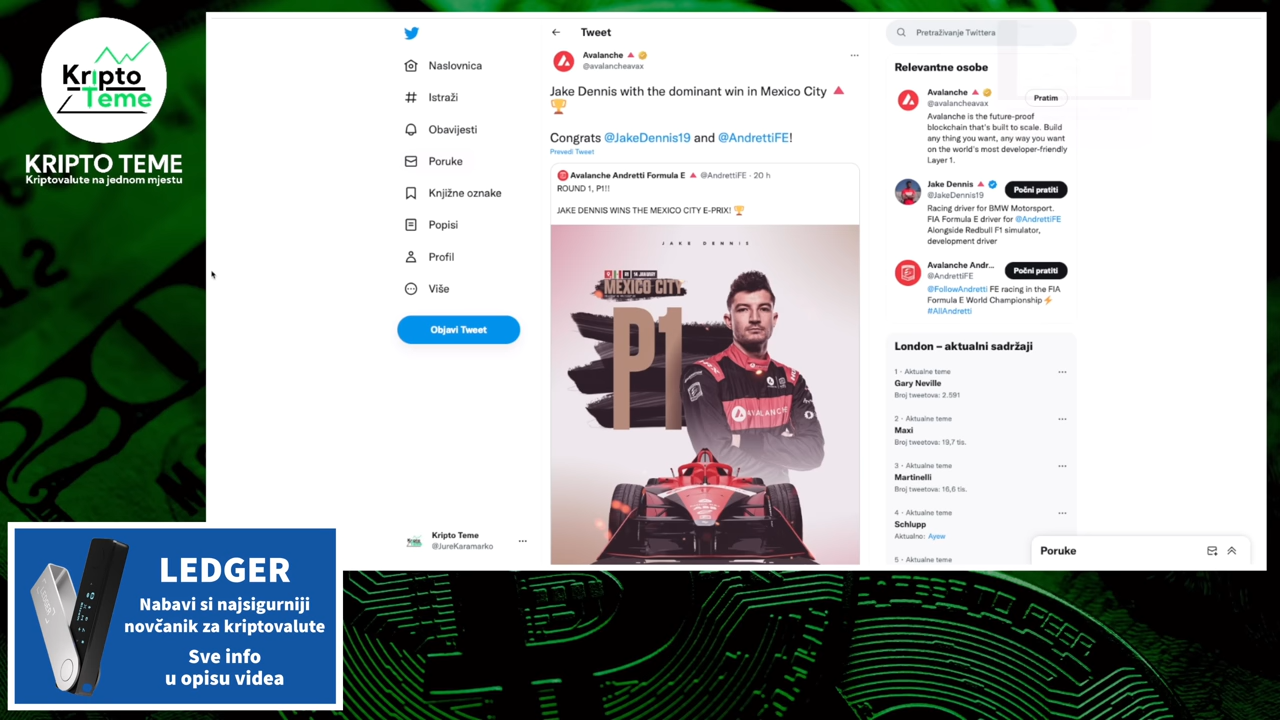 Kripto
Teme
KRIPTO TEME
Kriptovalute na jednom mjestu
Naslovnica
Istraži
Obavijesti
Poruke
Knjižne oznake
Popisi
Profil
Više
Objavi Tweet
Kripto Teme
@JureKaramarko
Tweet
Avalanche
@avalancheavax
Jake Dennis with the dominant win in Mexico City
Congrats @JakeDennis19 and @AndrettiFE!
Prevedi Tweet
Avalanche Andretti Formula E @AndrettiFE · 20 h
ROUND 1, P1!!
JAKE DENNIS WINS THE MEXICO CITY E-PRIX!
JAKE DENNIS
MEXICO CITY
P1
AVALANCHE
Pretraživanje Twittera
Relevantne osobe
Avalanche
@avalancheavax
Pratim
Avalanche is the future-proof
blockchain that's built to scale. Build
any thing you want, any way you want
on the world's most developer-friendly
Layer 1.
Jake Dennis
@JakeDennis19
Počni pratiti
Racing driver for BMW Motorsport.
FIA Formula E driver for @AndrettiFE
Alongside Redbull F1 simulator,
development driver
Avalanche Andr...
@AndrettiFE
Počni pratiti
@FollowAndretti FE racing in the FIA
Formula E World Championship
#AllAndretti
London – aktualni sadržaji
1 · Aktualne teme
Gary Neville
Broj tweetova: 2.591
2 · Aktualne teme
Maxi
Broj tweetova: 19,7 tis.
3 · Aktualne teme
Martinelli
Broj tweetova: 16,6 tis.
4 · Aktualne teme
Schlupp
Aktualno: Ayew
5 · Aktualne teme
Poruke
LEDGER
Nabavi si najsigurniji
novčanik za kriptovalute
Sve info
u opisu videa